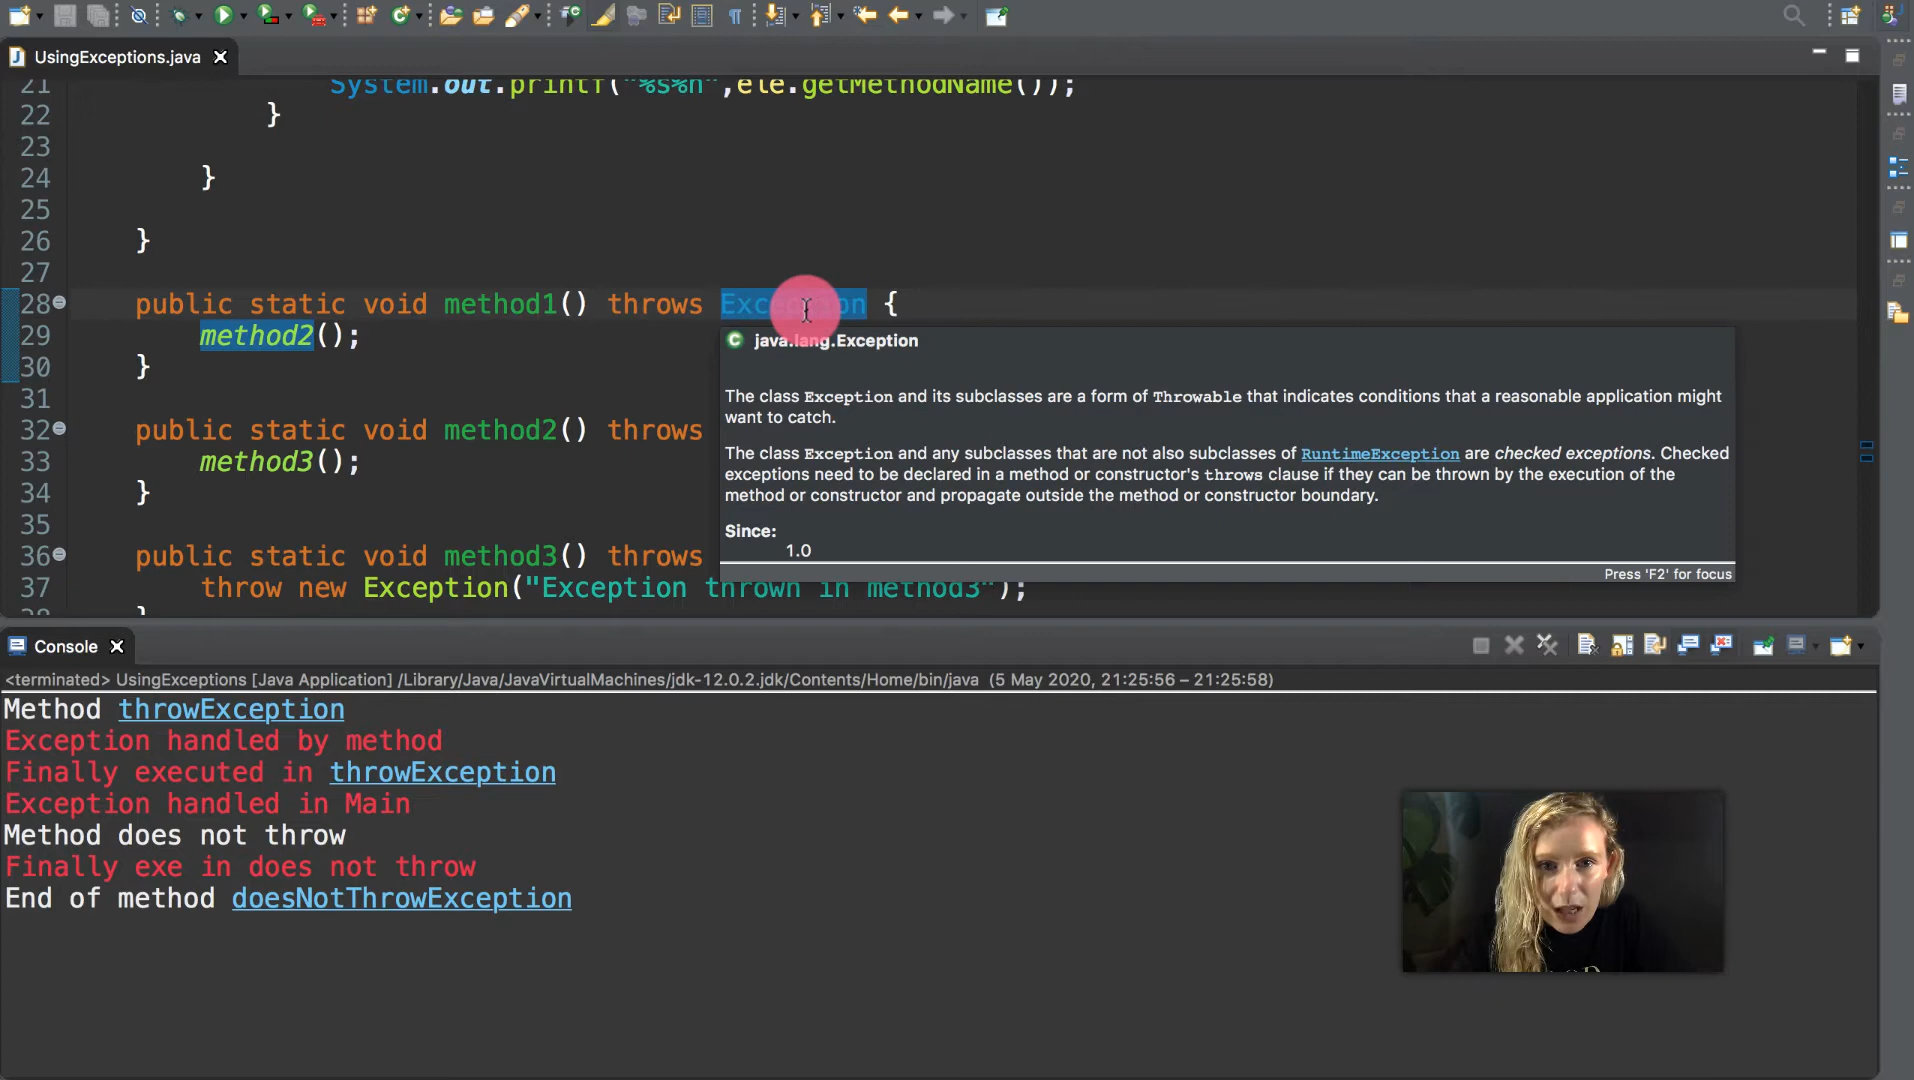 UsingExceptions.java
21 System.out.printf("%s%n",ele.getMethodName());
22 }
23
24 }
25
26 }
27
28 public static void method1() throws Exception {
29 method2();
30 }
31
32 public static void method2() throws
33 method3();
34 }
35
36 public static void method3() throws
37 throw new Exception("Exception thrown in method3");
}
java.lang.Exception
The class Exception and its subclasses are a form of Throwable that indicates conditions that a reasonable application might
want to catch.
The class Exception and any subclasses that are not also subclasses of RuntimeException are checked exceptions. Checked
exceptions need to be declared in a method or constructor's throws clause if they can be thrown by the execution of the
method or constructor and propagate outside the method or constructor boundary.
Since:
1.0
Press 'F2' for focus
Console
<terminated> UsingExceptions [Java Application] /Library/Java/JavaVirtualMachines/jdk-12.0.2.jdk/Contents/Home/bin/java (5 May 2020, 21:25:56 – 21:25:58)
Method throwException
Exception handled by method
Finally executed in throwException
Exception handled in Main
Method does not throw
Finally exe in does not throw
End of method doesNotThrowException